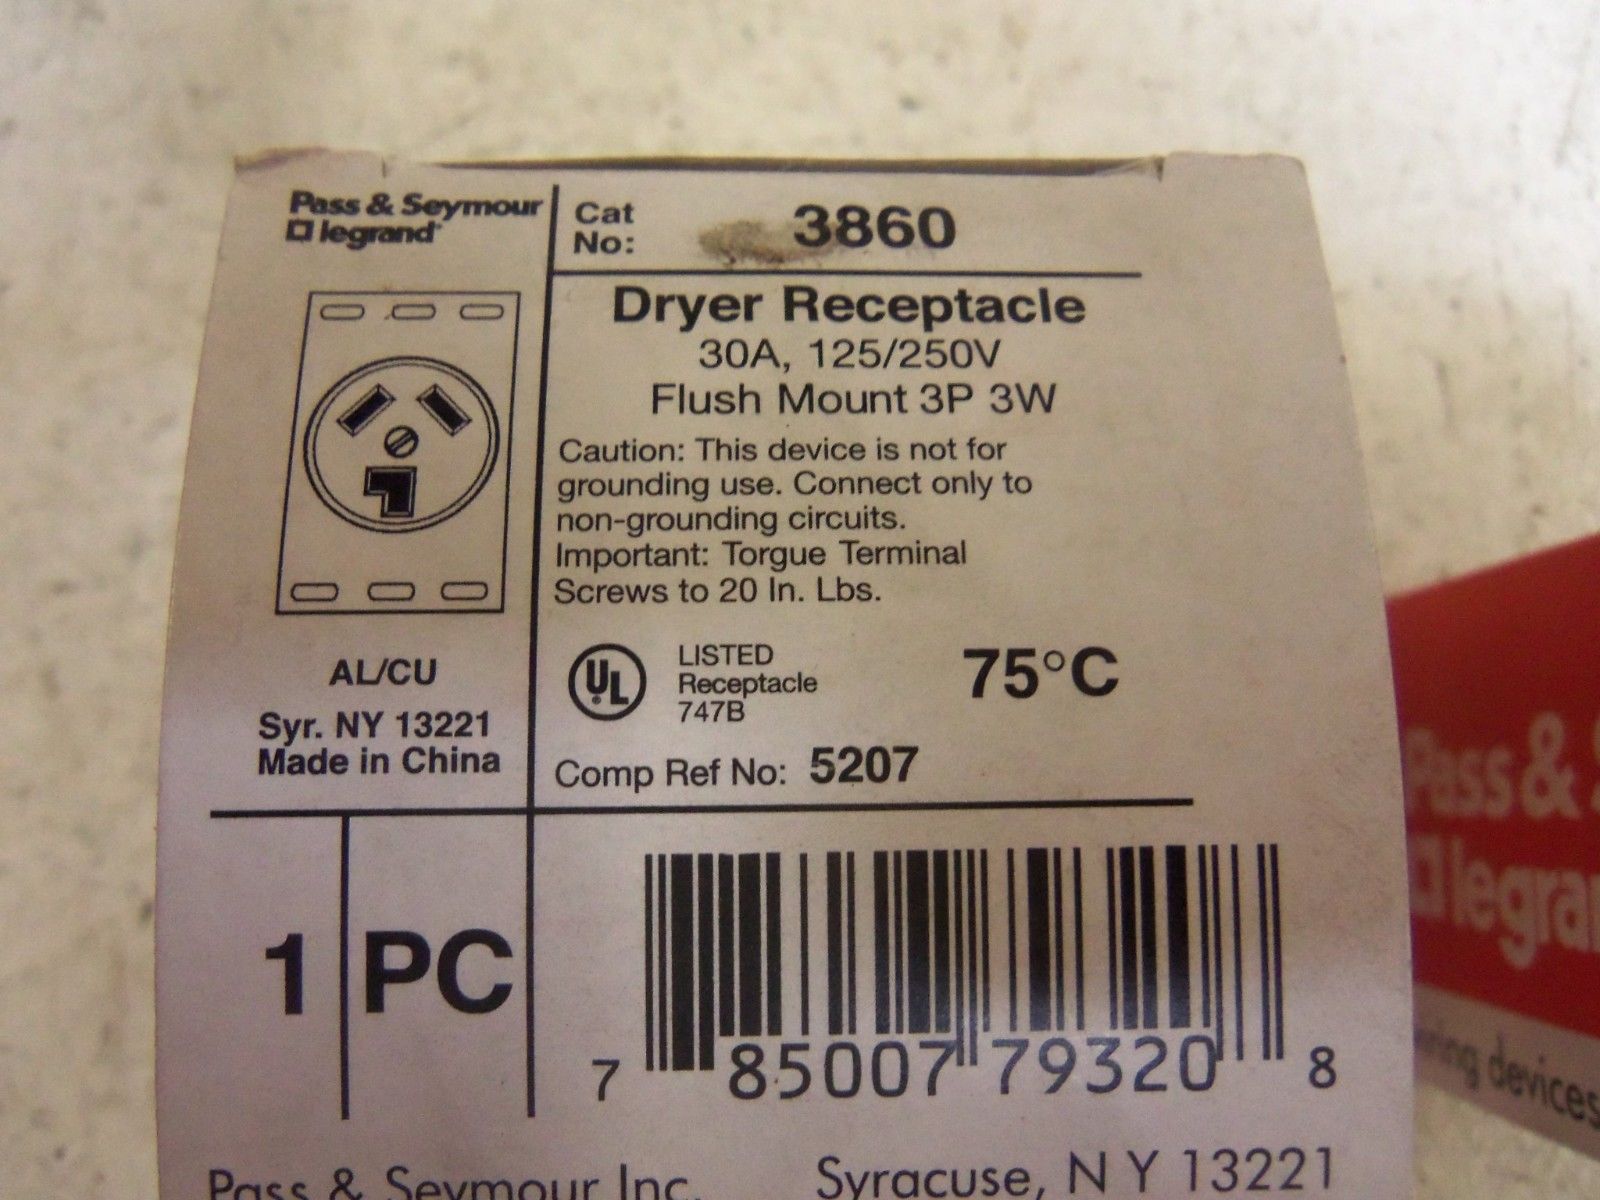 Pass & Seymour
legrand
Cat No: 3860
Dryer Receptacle
30A, 125/250V
Flush Mount 3P 3W
Caution: This device is not for
grounding use. Connect only to
non-grounding circuits.
Important: Torgue Terminal
Screws to 20 In. Lbs.
AL/CU
Syr. NY 13221
Made in China
UL
LISTED
Receptacle
747B
75°C
Comp Ref No: 5207
1 PC
7 85007 79320 8
Pass & Seymour Inc. Syracuse, N Y 13221
Pass &
legrand
devices